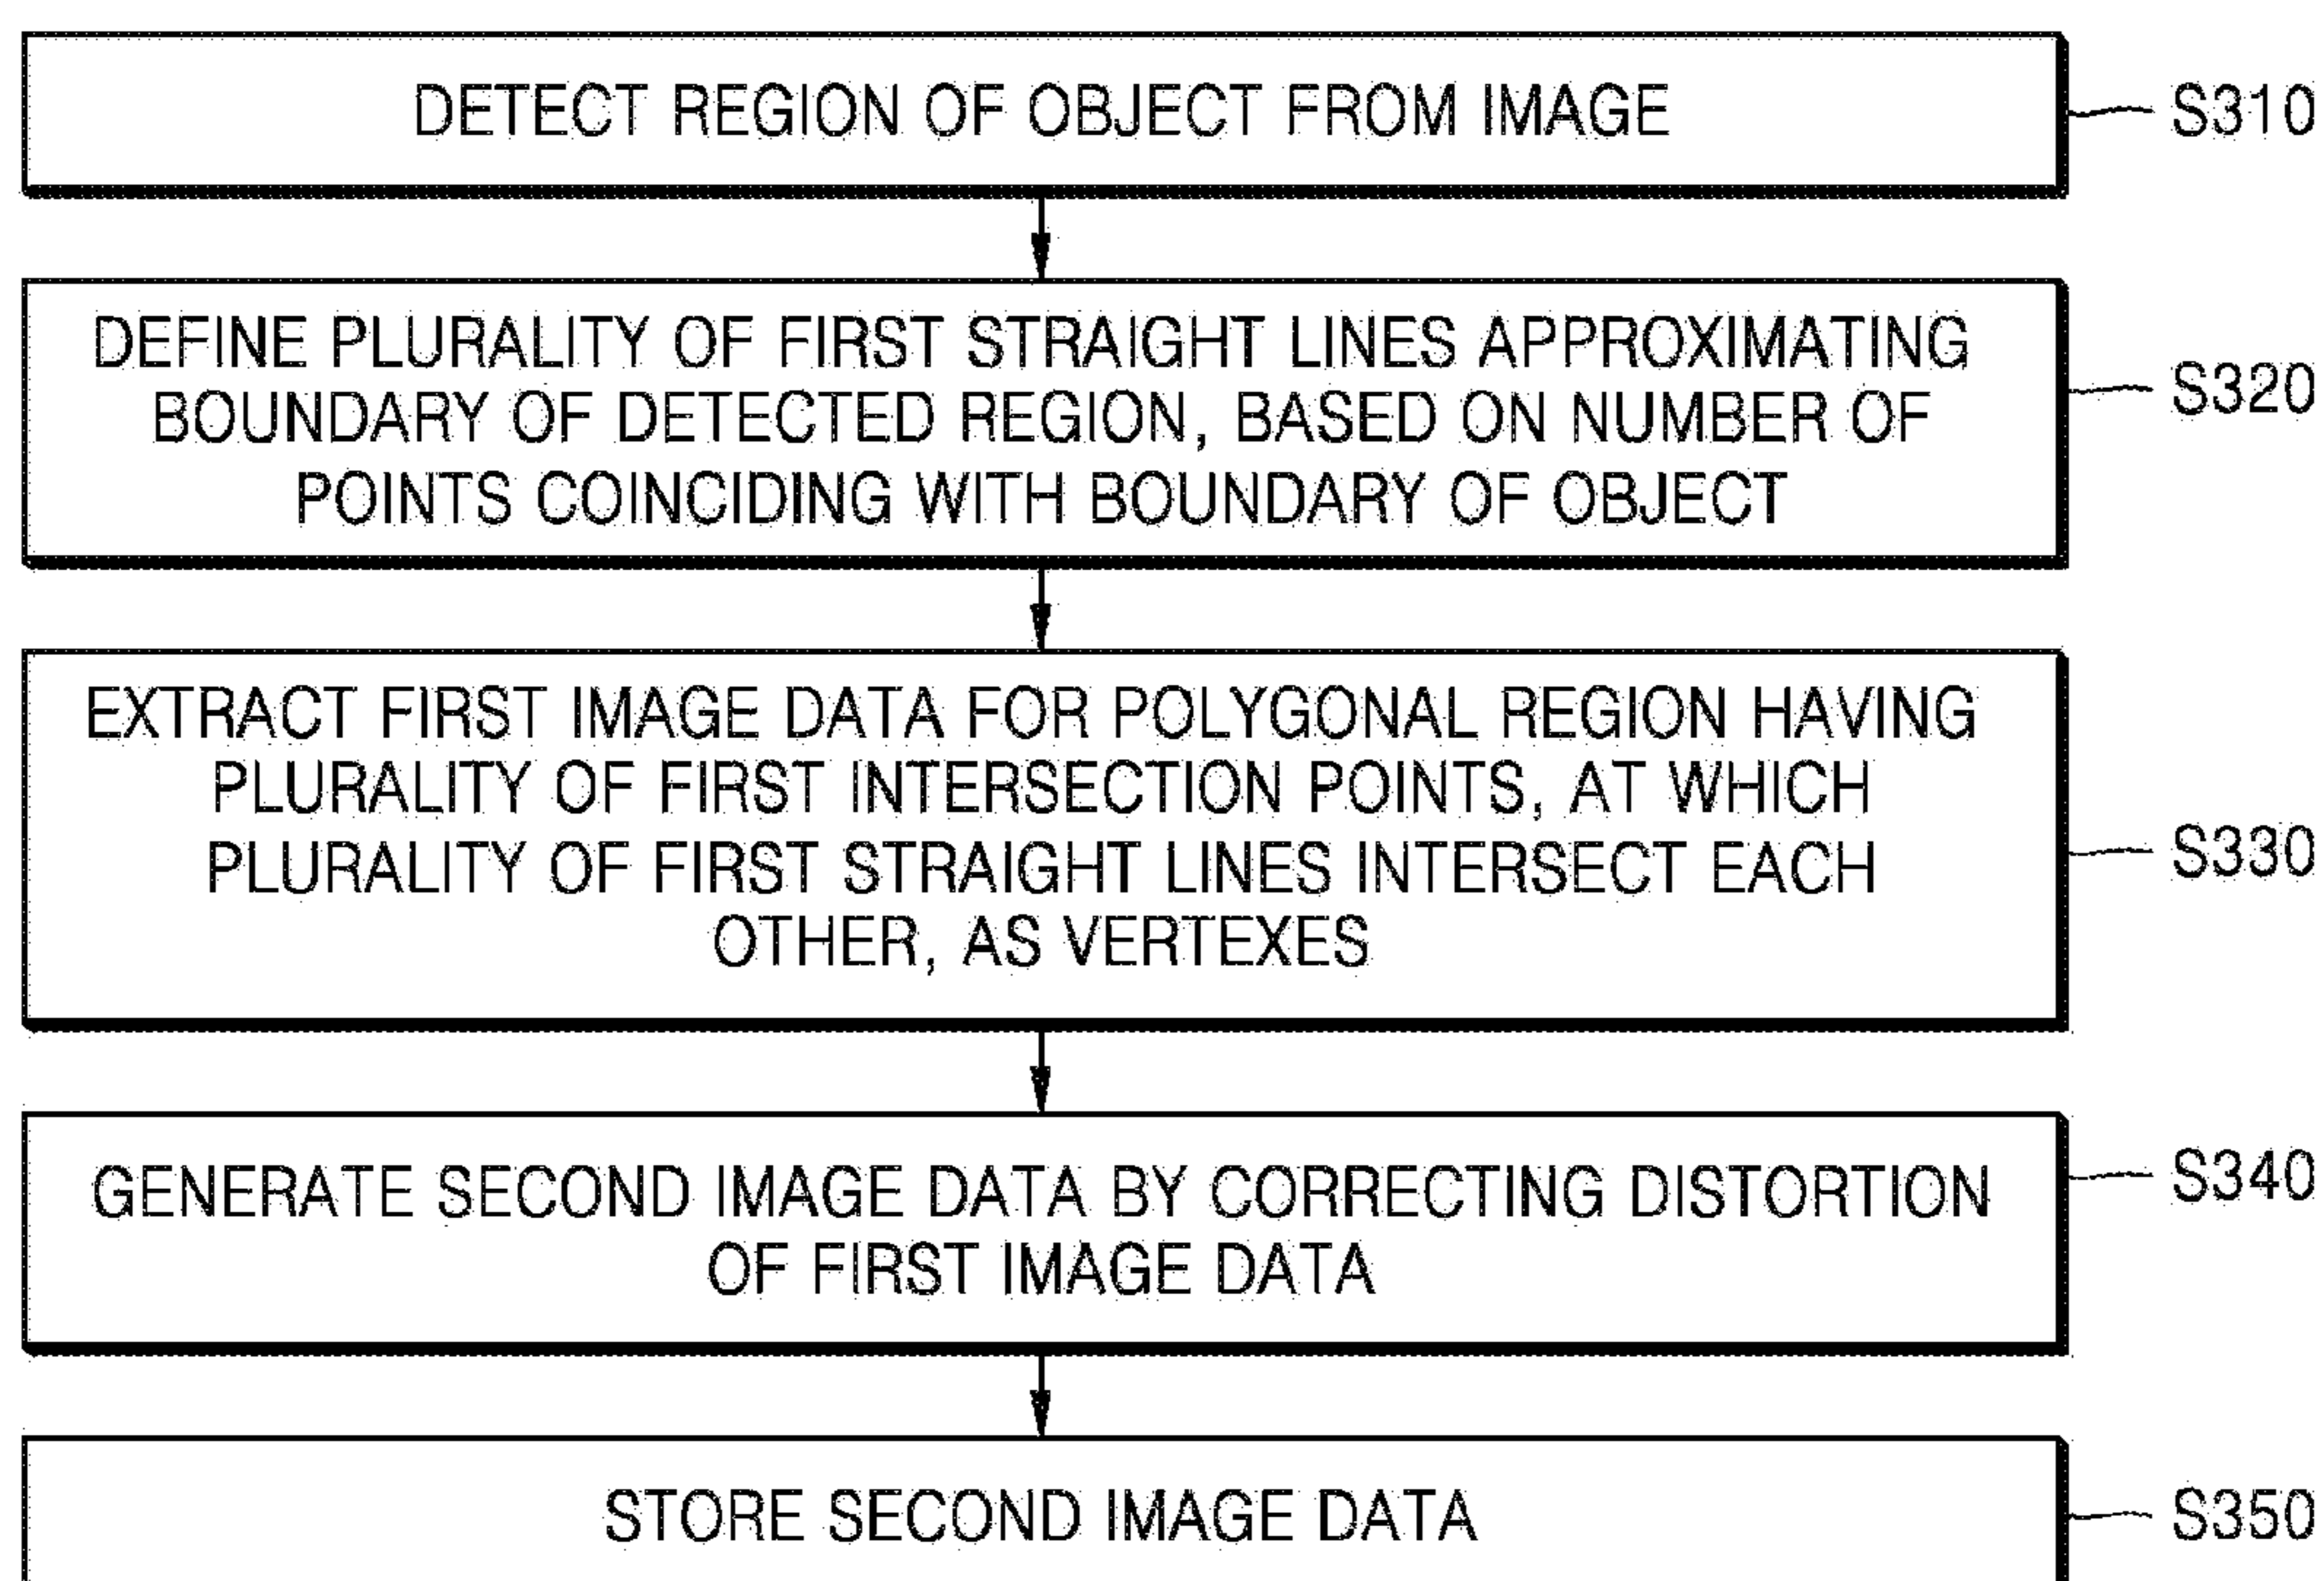 DETECT REGION OF OBJECT FROM IMAGE
S310
DEFINE PLURALITY OF FIRST STRAIGHT LINES APPROXIMATING
BOUNDARY OF DETECTED REGION, BASED ON NUMBER OF
POINTS COINCIDING WITH BOUNDARY OF OBJECT
S320
EXTRACT FIRST IMAGE DATA FOR POLYGONAL REGION HAVING
PLURALITY OF FIRST INTERSECTION POINTS, AT WHICH
PLURALITY OF FIRST STRAIGHT LINES INTERSECT EACH
OTHER, AS VERTEXES
S330
GENERATE SECOND IMAGE DATA BY CORRECTING DISTORTION
OF FIRST IMAGE DATA
S340
STORE SECOND IMAGE DATA
S350